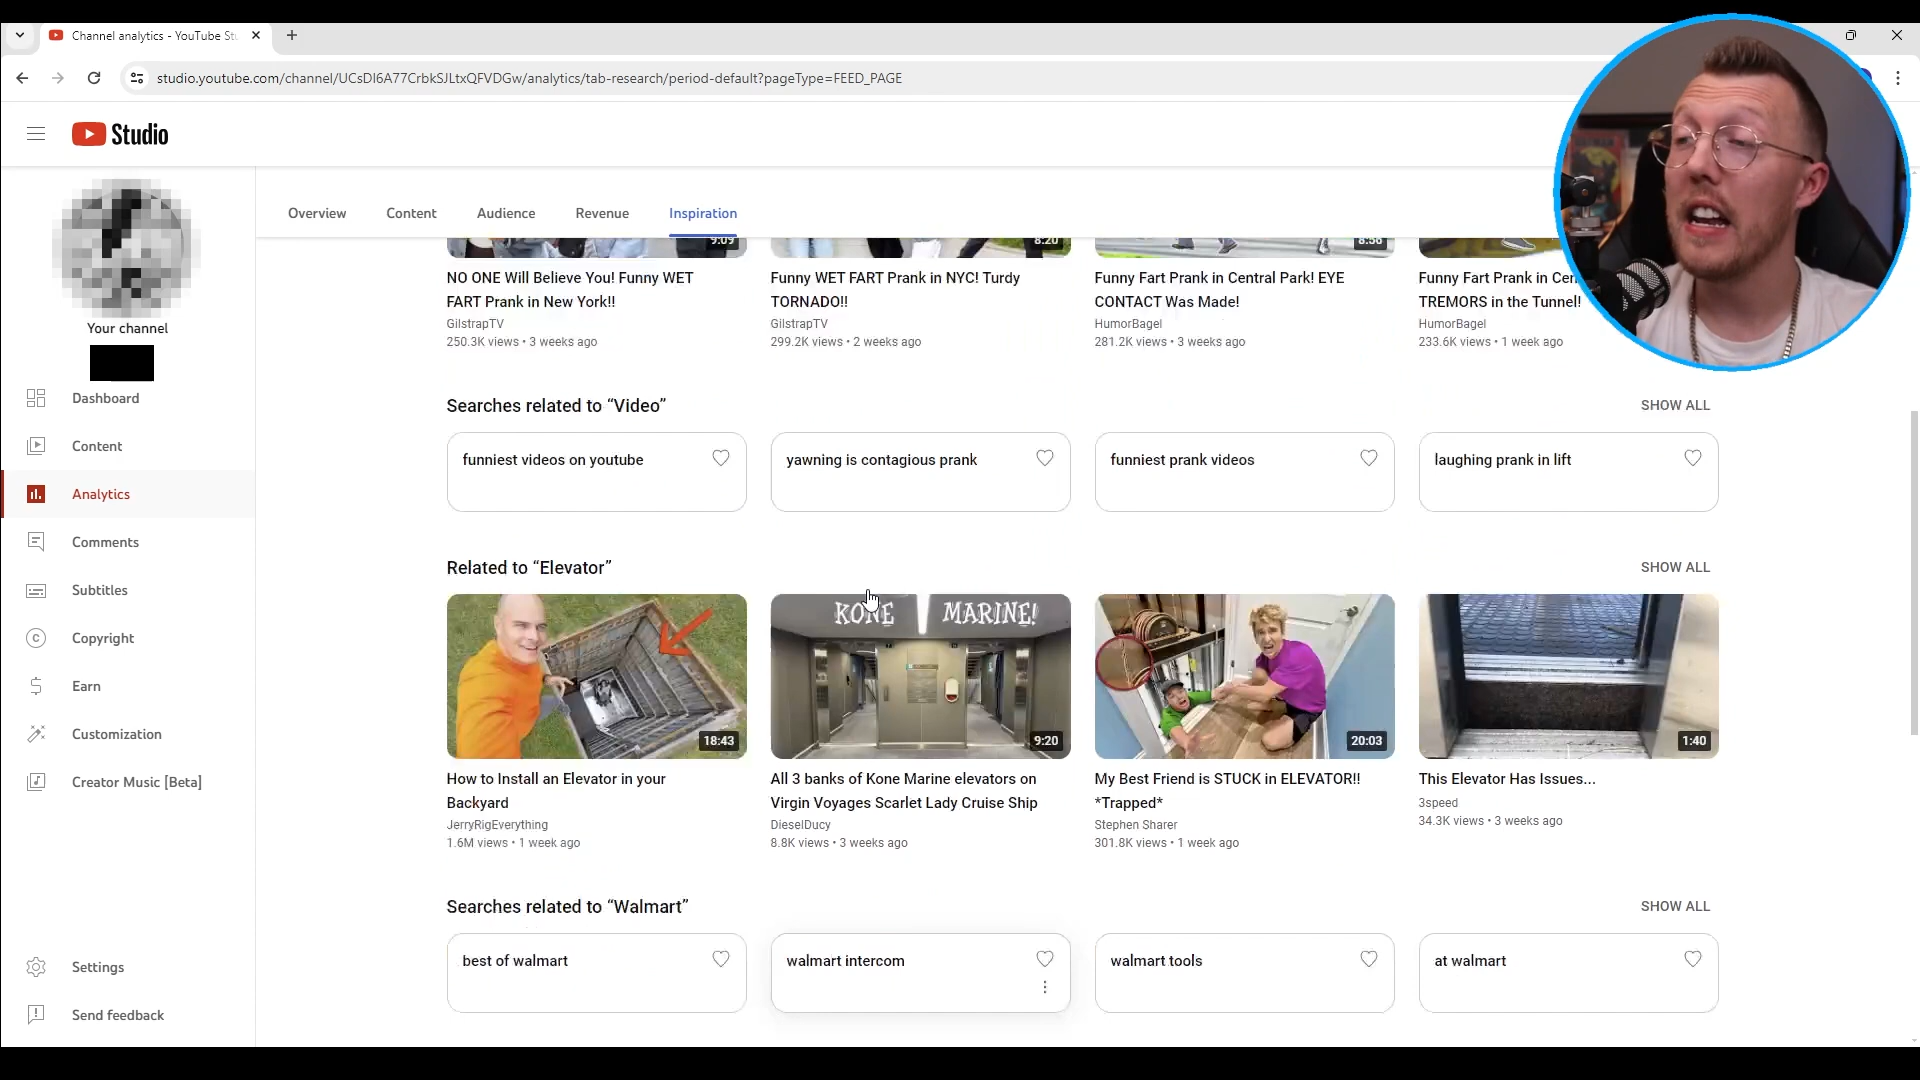 Channel analytics - YouTube St
studio.youtube.com/channel/UCsDI6A77CrbkSJLtxQFVDGw/analytics/tab-research/period-default?pageType=FEED_PAGE
Studio
Your channel
Dashboard
Content
Analytics
Comments
Subtitles
Copyright
Earn
Customization
Creator Music [Beta]
Settings
Send feedback
Overview
Content
Audience
Revenue
Inspiration
9:09
8:20
8:56
NO ONE Will Believe You! Funny WET
FART Prank in New York!!
GilstrapTV
250.3K views • 3 weeks ago
Funny WET FART Prank in NYC! Turdy
TORNADO!!
GilstrapTV
299.2K views • 2 weeks ago
Funny Fart Prank in Central Park! EYE
CONTACT Was Made!
HumorBagel
281.2K views • 3 weeks ago
Funny Fart Prank in Cen
TREMORS in the Tunnel!
HumorBagel
233.6K views • 1 week ago
Searches related to “Video”
SHOW ALL
funniest videos on youtube
yawning is contagious prank
funniest prank videos
laughing prank in lift
Related to “Elevator”
SHOW ALL
18:43
How to Install an Elevator in your
Backyard
JerryRigEverything
1.6M views • 1 week ago
KONE MARINE!
9:20
All 3 banks of Kone Marine elevators on
Virgin Voyages Scarlet Lady Cruise Ship
DieselDucy
8.8K views • 3 weeks ago
20:03
My Best Friend is STUCK in ELEVATOR!!
*Trapped*
Stephen Sharer
301.8K views • 1 week ago
1:40
This Elevator Has Issues...
3speed
34.3K views • 3 weeks ago
Searches related to “Walmart”
SHOW ALL
best of walmart
walmart intercom
walmart tools
at walmart